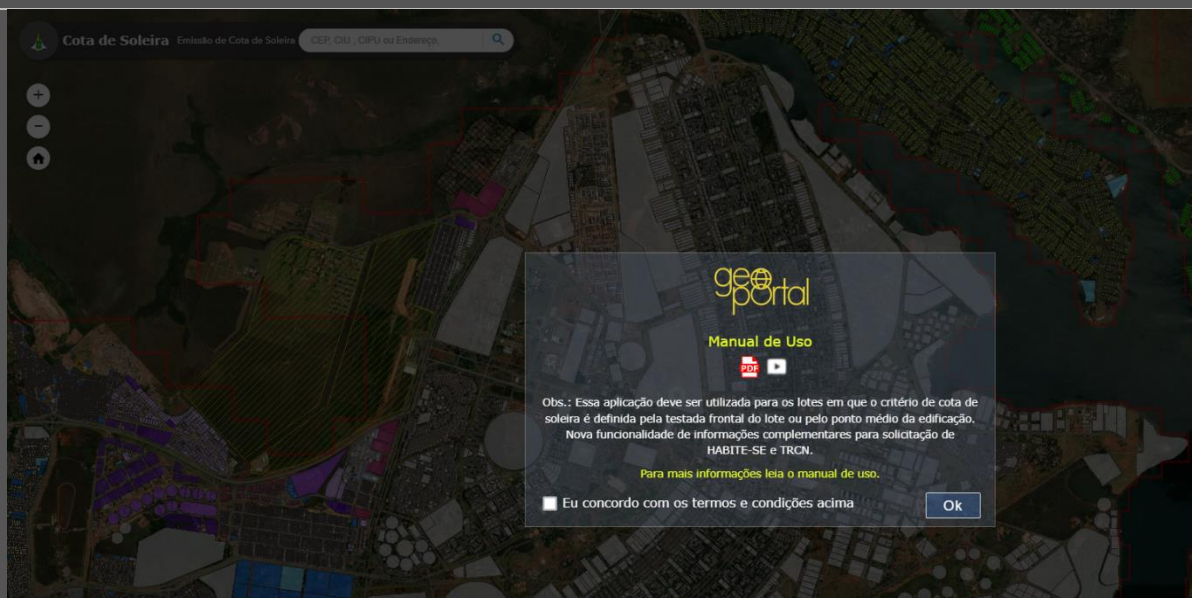 Cota de Soleira Emissão de Cota de Soleira CEP, CIU , CIPU ou Endereço,
geo
portal
Manual de Uso
PDF
Obs.: Essa aplicação deve ser utilizada para os lotes em que o critério de cota de
soleira é definida pela testada frontal do lote ou pelo ponto médio da edificação.
Nova funcionalidade de informações complementares para solicitação de
HABITE-SE e TRCN.
Para mais informações leia o manual de uso.
Eu concordo com os termos e condições acima
Ok